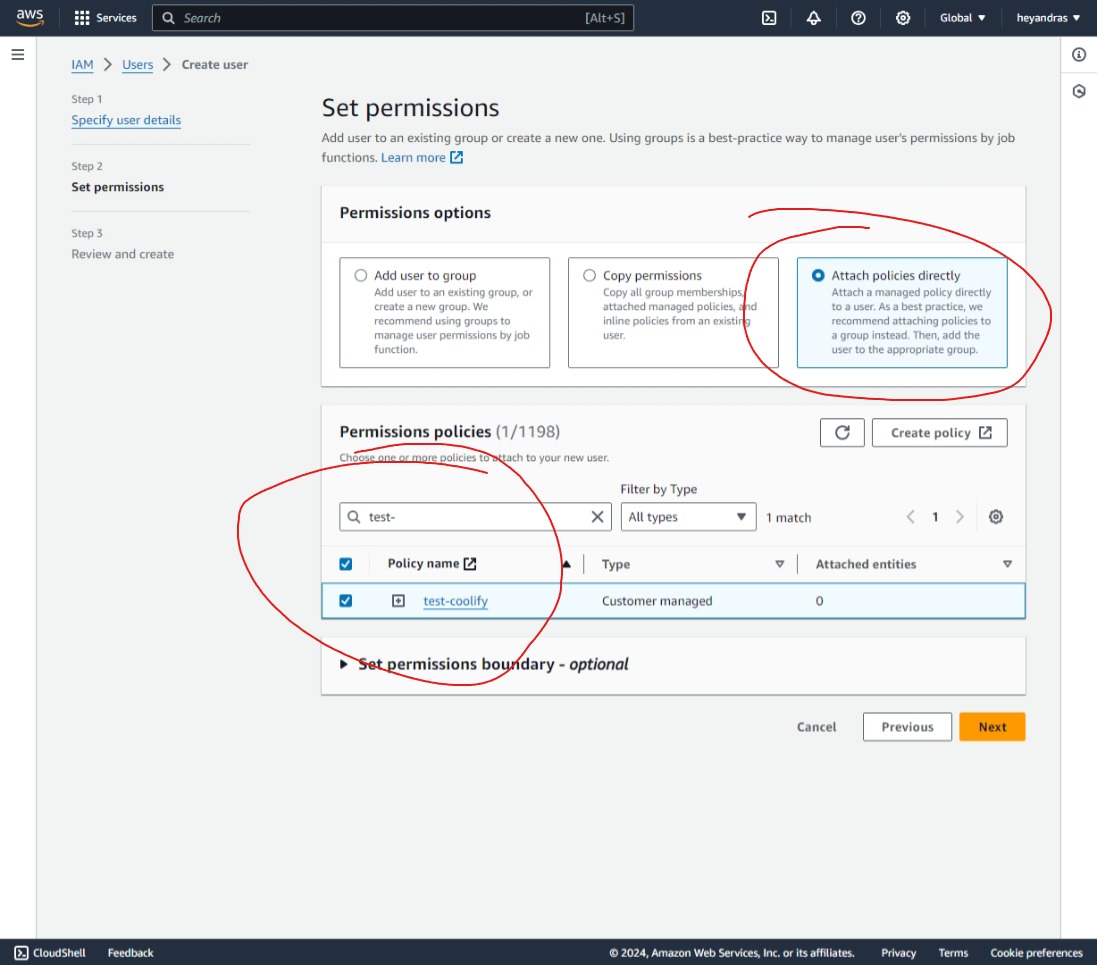 aws
Services
Search
[Alt+S]
Global
heyandras
IAM
Users
Create user
Step 1
Specify user details
Step 2
Set permissions
Step 3
Review and create
Set permissions
Add user to an existing group or create a new one. Using groups is a best-practice way to manage user's permissions by job
functions. Learn more
Permissions options
Add user to group
Add user to an existing group, or
create a new group. We
recommend using groups to
manage user permissions by job
function.
Copy permissions
Copy all group memberships,
attached managed policies, and
inline policies from an existing
user.
Attach policies directly
Attach a managed policy directly
to a user. As a best practice, we
recommend attaching policies to
a group instead. Then, add the
user to the appropriate group.
Permissions policies (1/1198)
Create policy
Choose one or more policies to attach to your new user.
Filter by Type
test-
All types
1 match
1
Policy name
Type
Attached entities
test-coolify
Customer managed
0
Set permissions boundary - optional
Cancel
Previous
Next
CloudShell
Feedback
© 2024, Amazon Web Services, Inc. or its affiliates.
Privacy
Terms
Cookie preferences